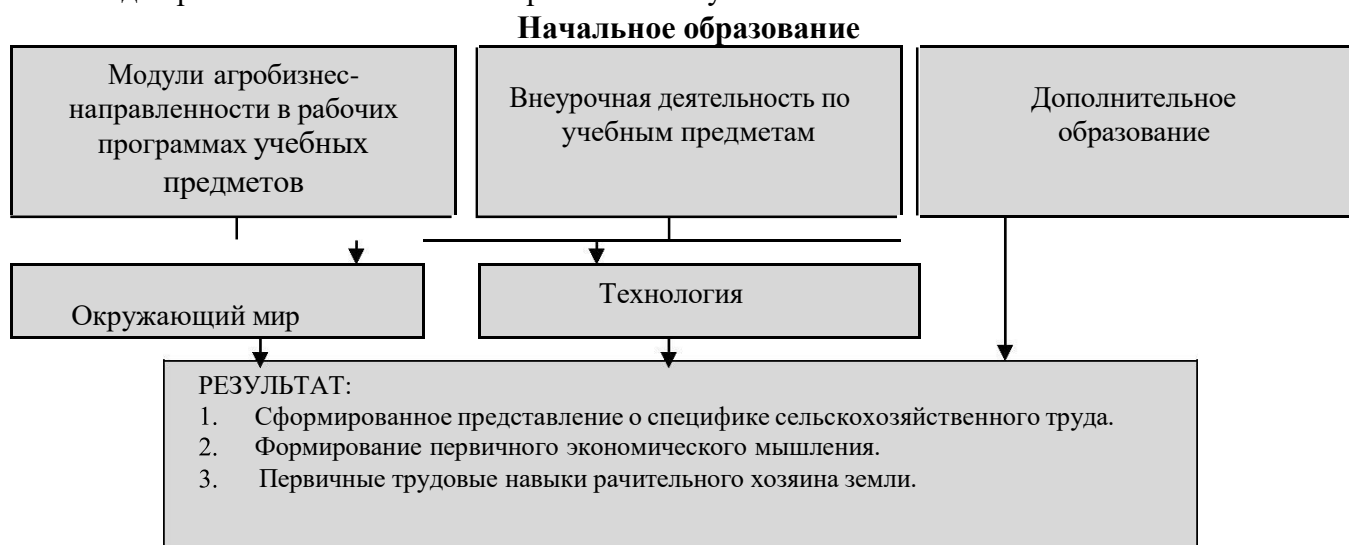 Начальное образование
Модули агробизнес-
направленности в рабочих
программах учебных
предметов
Внеурочная деятельность по
учебным предметам
Дополнительное
образование
Окружающий мир
Технология
РЕЗУЛЬТАТ:
1. Сформированное представление о специфике сельскохозяйственного труда.
2. Формирование первичного экономического мышления.
3. Первичные трудовые навыки рачительного хозяина земли.